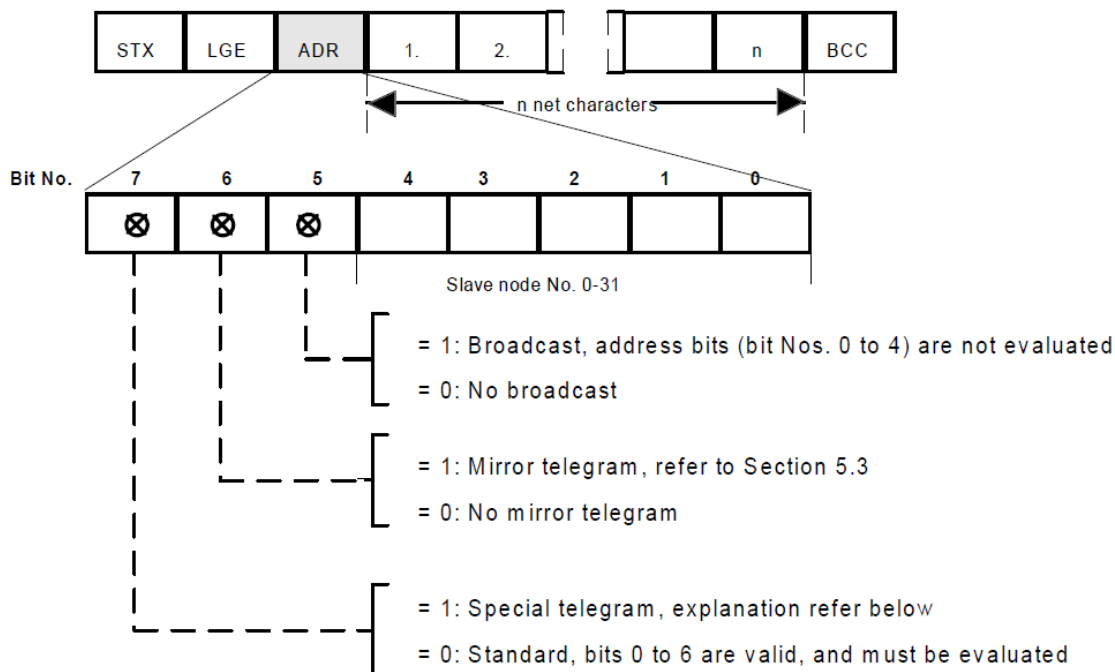 STX LGE ADR 1. 2. n BCC
n net characters
Bit No. 7 6 5 4 3 2 1 0
Slave node No. 0-31
= 1: Broadcast, address bits (bit Nos. 0 to 4) are not evaluated
= 0: No broadcast
= 1: Mirror telegram, refer to Section 5.3
= 0: No mirror telegram
= 1: Special telegram, explanation refer below
= 0: Standard, bits 0 to 6 are valid, and must be evaluated